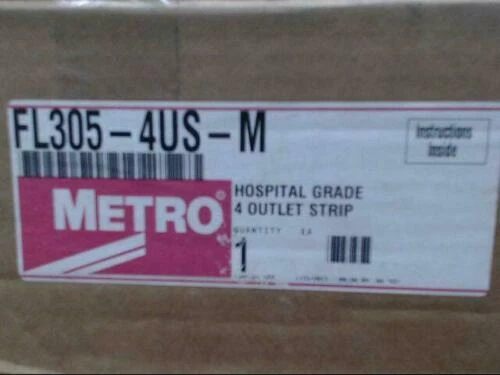 FL305-4US-M
Instructions
Inside
METRO®
HOSPITAL GRADE
4 OUTLET STRIP
QUANTITY EA
1